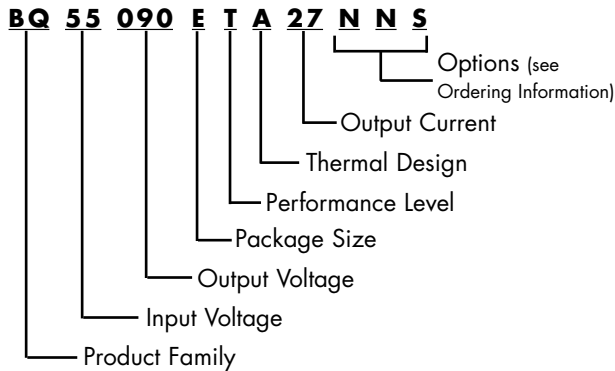 BQ 55 090 E T A 27 N N S
Options (see
Ordering Information)
Output Current
Thermal Design
Performance Level
Package Size
Output Voltage
Input Voltage
Product Family